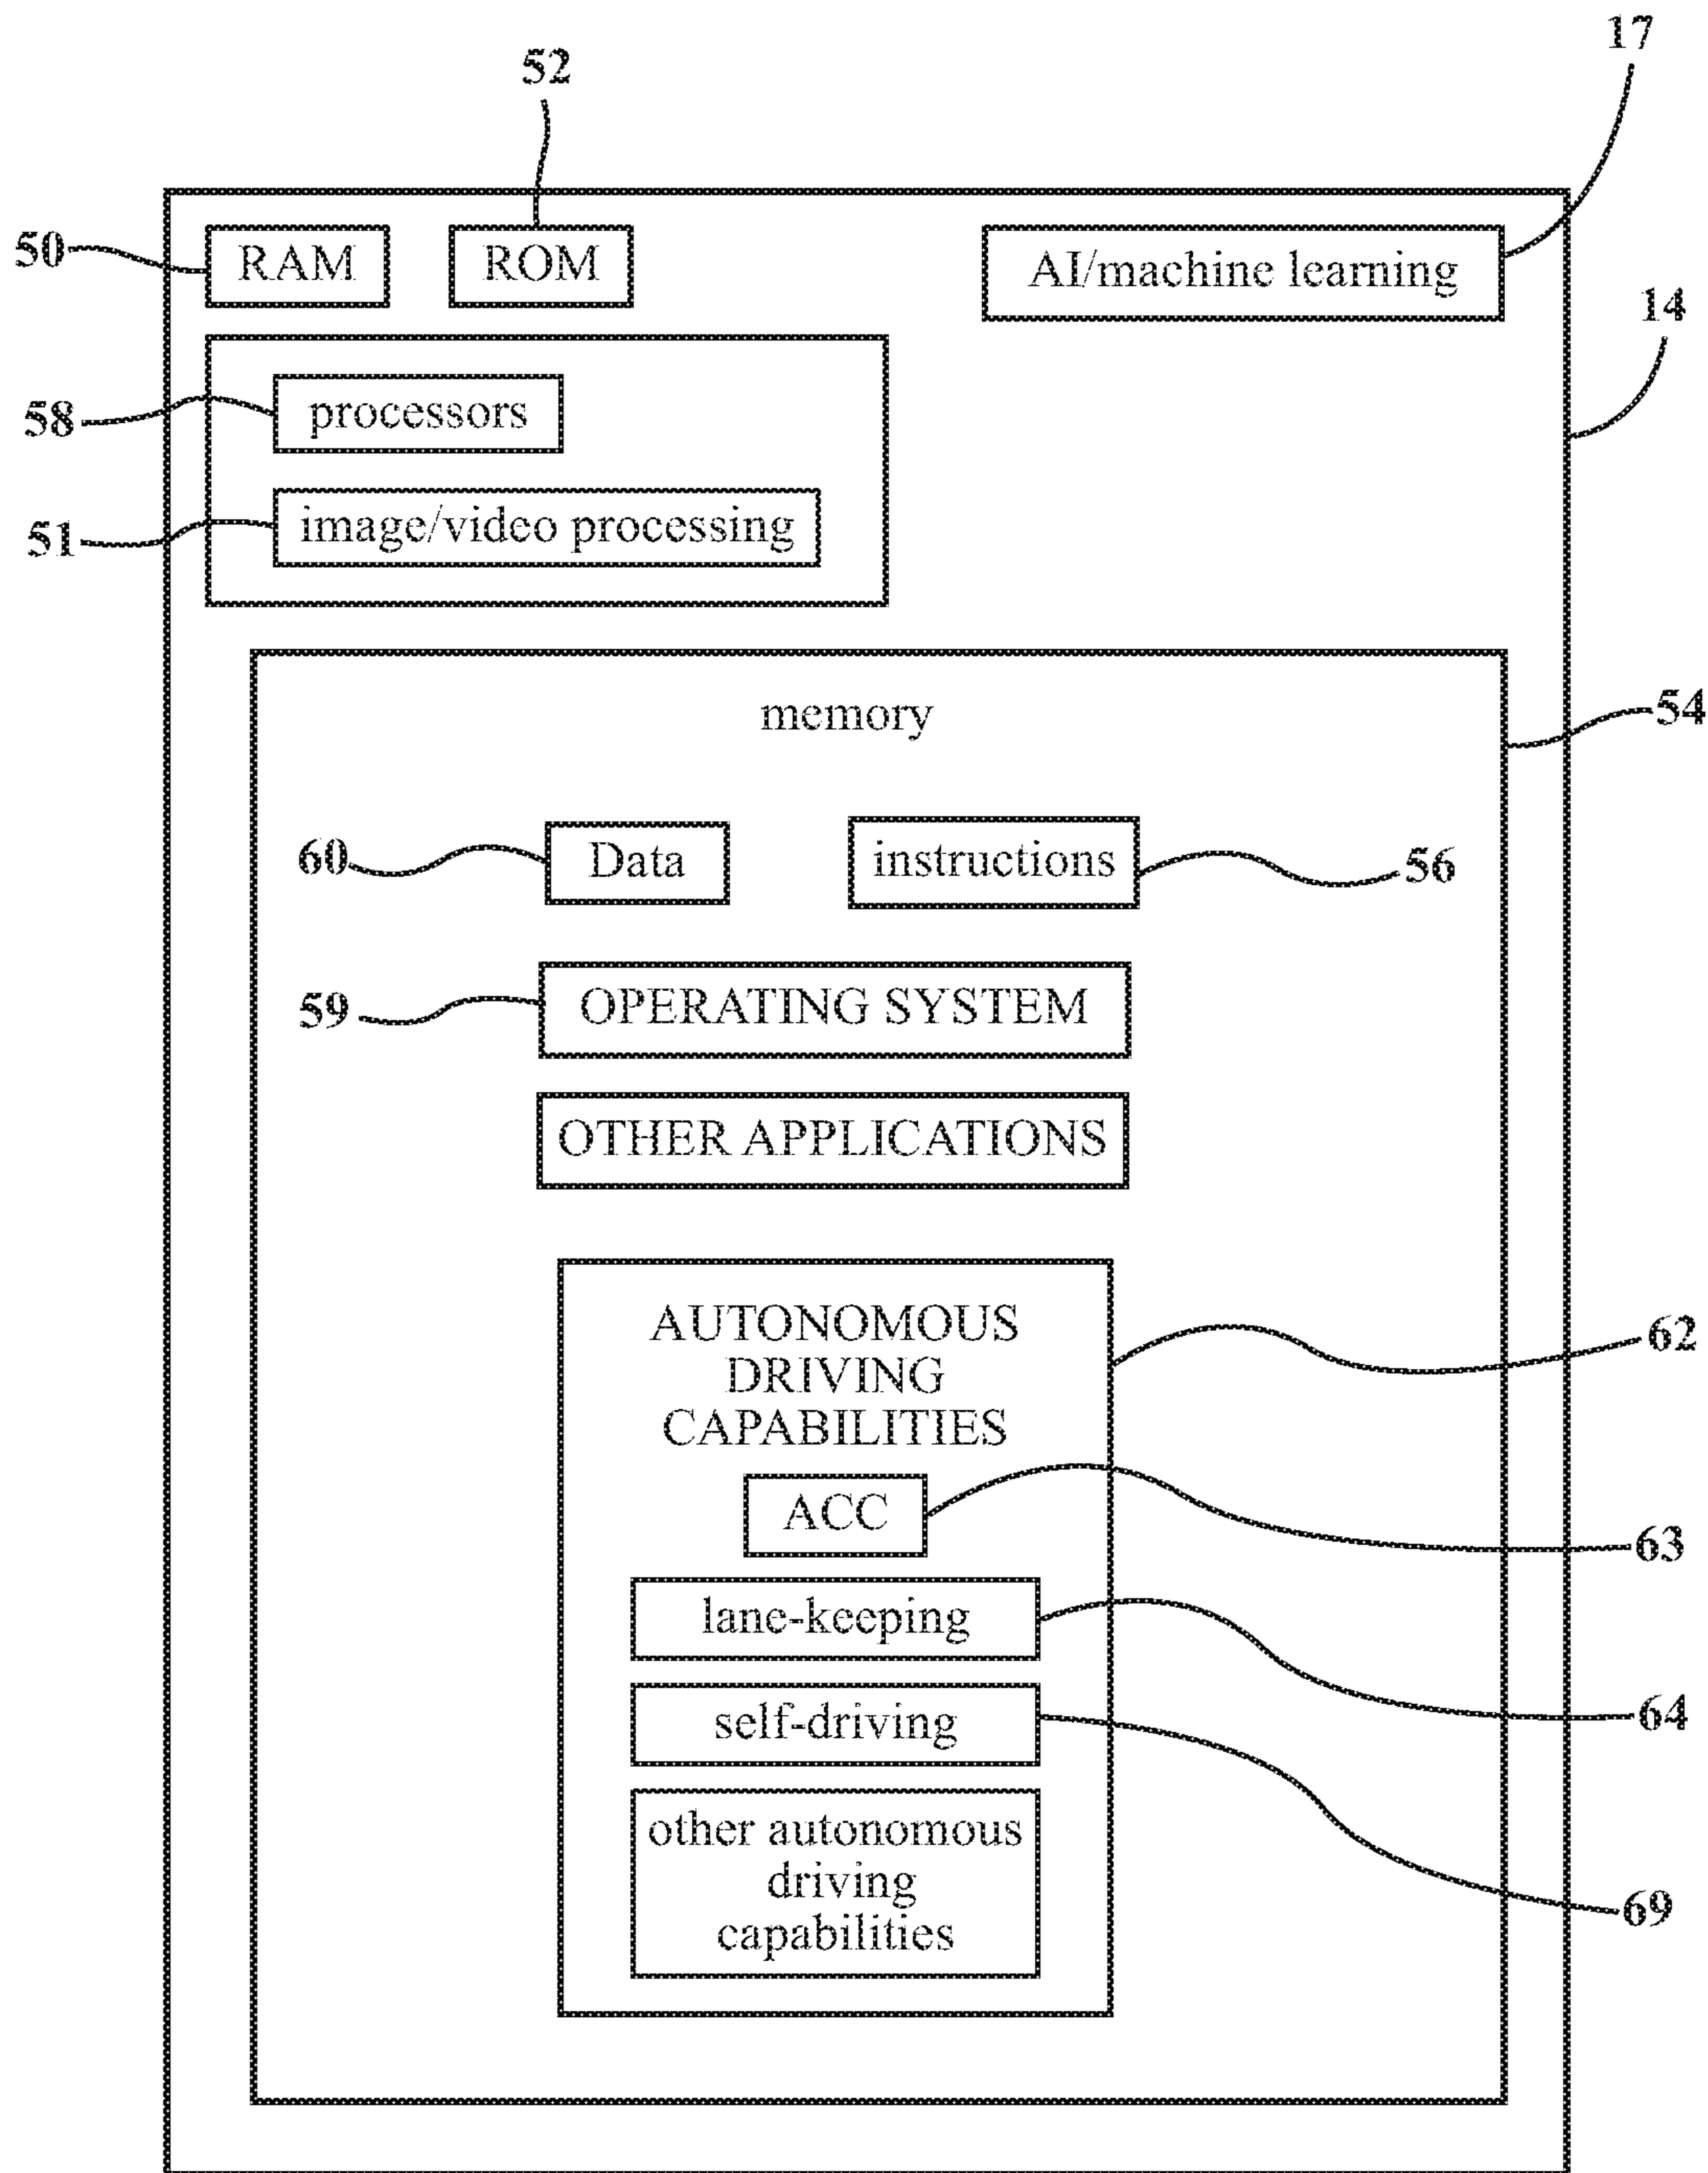 17
52
50
RAM
ROM
AI/machine learning
14
58
processors
51
image/video processing
memory
54
60
Data
instructions
56
59
OPERATING SYSTEM
OTHER APPLICATIONS
AUTONOMOUS
DRIVING
CAPABILITIES
62
ACC
63
lane-keeping
64
self-driving
69
other autonomous
driving
capabilities